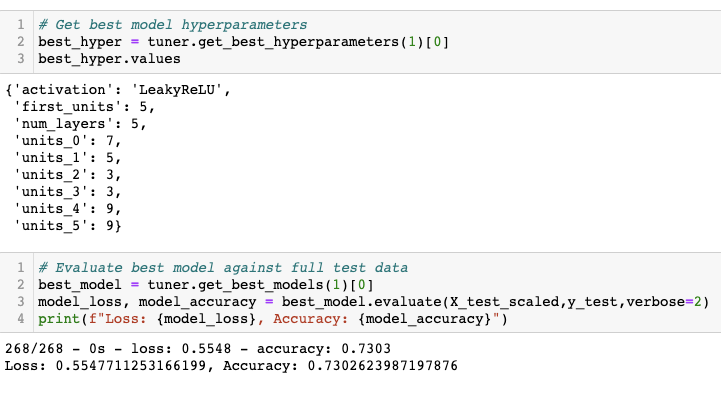 1 # Get best model hyperparameters
2 best_hyper = tuner.get_best_hyperparameters(1)[0]
3 best_hyper.values
{'activation': 'LeakyReLU',
'first_units': 5,
'num_layers': 5,
'units_0': 7,
'units_1': 5,
'units_2': 3,
'units_3': 3,
'units_4': 9,
'units_5': 9}
1 # Evaluate best model against full test data
2 best_model = tuner.get_best_models(1)[0]
3 model_loss, model_accuracy = best_model.evaluate(X_test_scaled,y_test,verbose=2)
4 print(f"Loss: {model_loss}, Accuracy: {model_accuracy}")
268/268 - 0s - loss: 0.5548 - accuracy: 0.7303
Loss: 0.5547711253166199, Accuracy: 0.7302623987197876